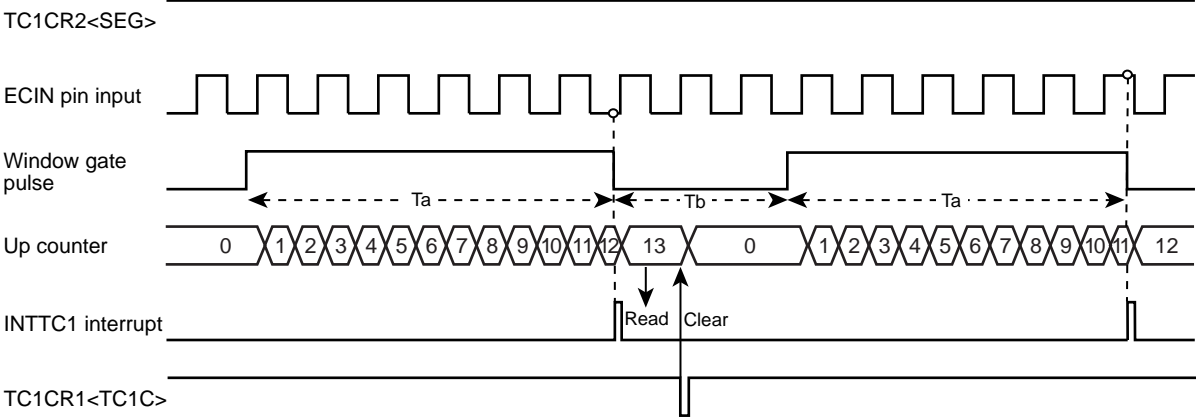 TC1CR2<SEG>
ECIN pin input
Window gate
pulse
Ta Tb Ta
Up counter 0 1 2 3 4 5 6 7 8 9 10 11 12 13 0 1 2 3 4 5 6 7 8 9 10 11 12
INTTC1 interrupt Read Clear
TC1CR1<TC1C>